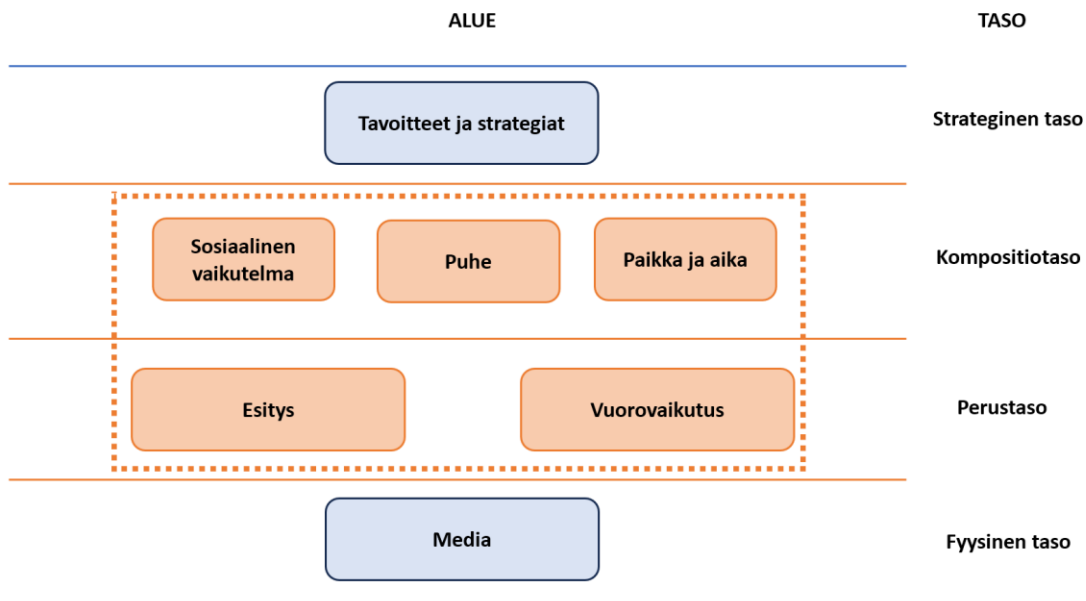 ALUE
TASO
Tavoitteet ja strategiat
Strateginen taso
Sosiaalinen
vaikutelma
Puhe
Paikka ja aika
Kompositiotaso
Esitys
Vuorovaikutus
Perustaso
Media
Fyysinen taso